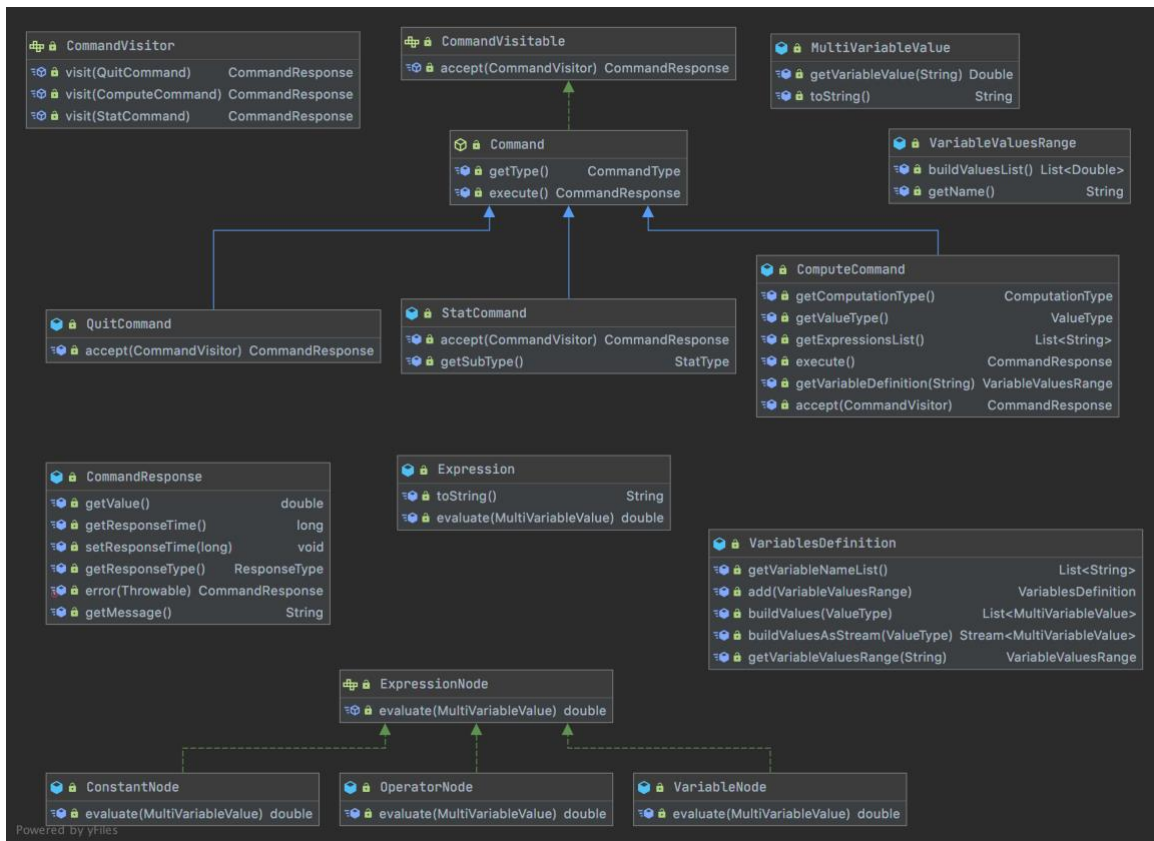 CommandVisitor
visit(QuitCommand) CommandResponse
visit(ComputeCommand) CommandResponse
visit(StatCommand) CommandResponse
CommandVisitable
accept(CommandVisitor) CommandResponse
MultiVariableValue
getVariableValue(String) Double
toString() String
Command
getType() CommandType
execute() CommandResponse
VariableValuesRange
buildValuesList() List<Double>
getName() String
QuitCommand
accept(CommandVisitor) CommandResponse
StatCommand
accept(CommandVisitor) CommandResponse
getSubType() StatType
ComputeCommand
getComputationType() ComputationType
getValueType() ValueType
getExpressionsList() List<String>
execute() CommandResponse
getVariableDefinition(String) VariableValuesRange
accept(CommandVisitor) CommandResponse
CommandResponse
getValue() double
getResponseTime() long
setResponseTime(long) void
getResponseType() ResponseType
error(Throwable) CommandResponse
getMessage() String
Expression
toString() String
evaluate(MultiVariableValue) double
VariablesDefinition
getVariableNameList() List<String>
add(VariableValuesRange) VariablesDefinition
buildValues(ValueType) List<MultiVariableValue>
buildValuesAsStream(ValueType) Stream<MultiVariableValue>
getVariableValuesRange(String) VariableValuesRange
ExpressionNode
evaluate(MultiVariableValue) double
ConstantNode
evaluate(MultiVariableValue) double
OperatorNode
evaluate(MultiVariableValue) double
VariableNode
evaluate(MultiVariableValue) double
Powered by yFiles